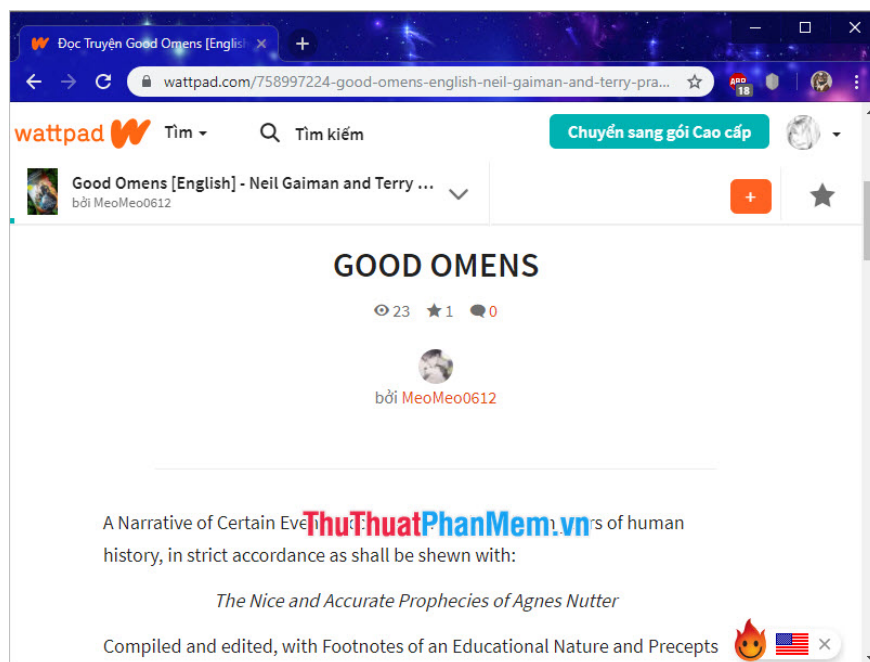 Đọc Truyện Good Omens [English
wattpad.com/758997224-good-omens-english-neil-gaiman-and-terry-pra...
ABP
18
wattpad
Tìm
Tìm kiếm
Chuyển sang gói Cao cấp
Good Omens [English] - Neil Gaiman and Terry ...
bởi MeoMeo0612
+
GOOD OMENS
23 1 0
bởi MeoMeo0612
A Narrative of Certain of human
ThuThuatPhanMem.vn
history, in strict accordance as shall be shewn with:
The Nice and Accurate Prophecies of Agnes Nutter
Compiled and edited, with Footnotes of an Educational Nature and Precepts